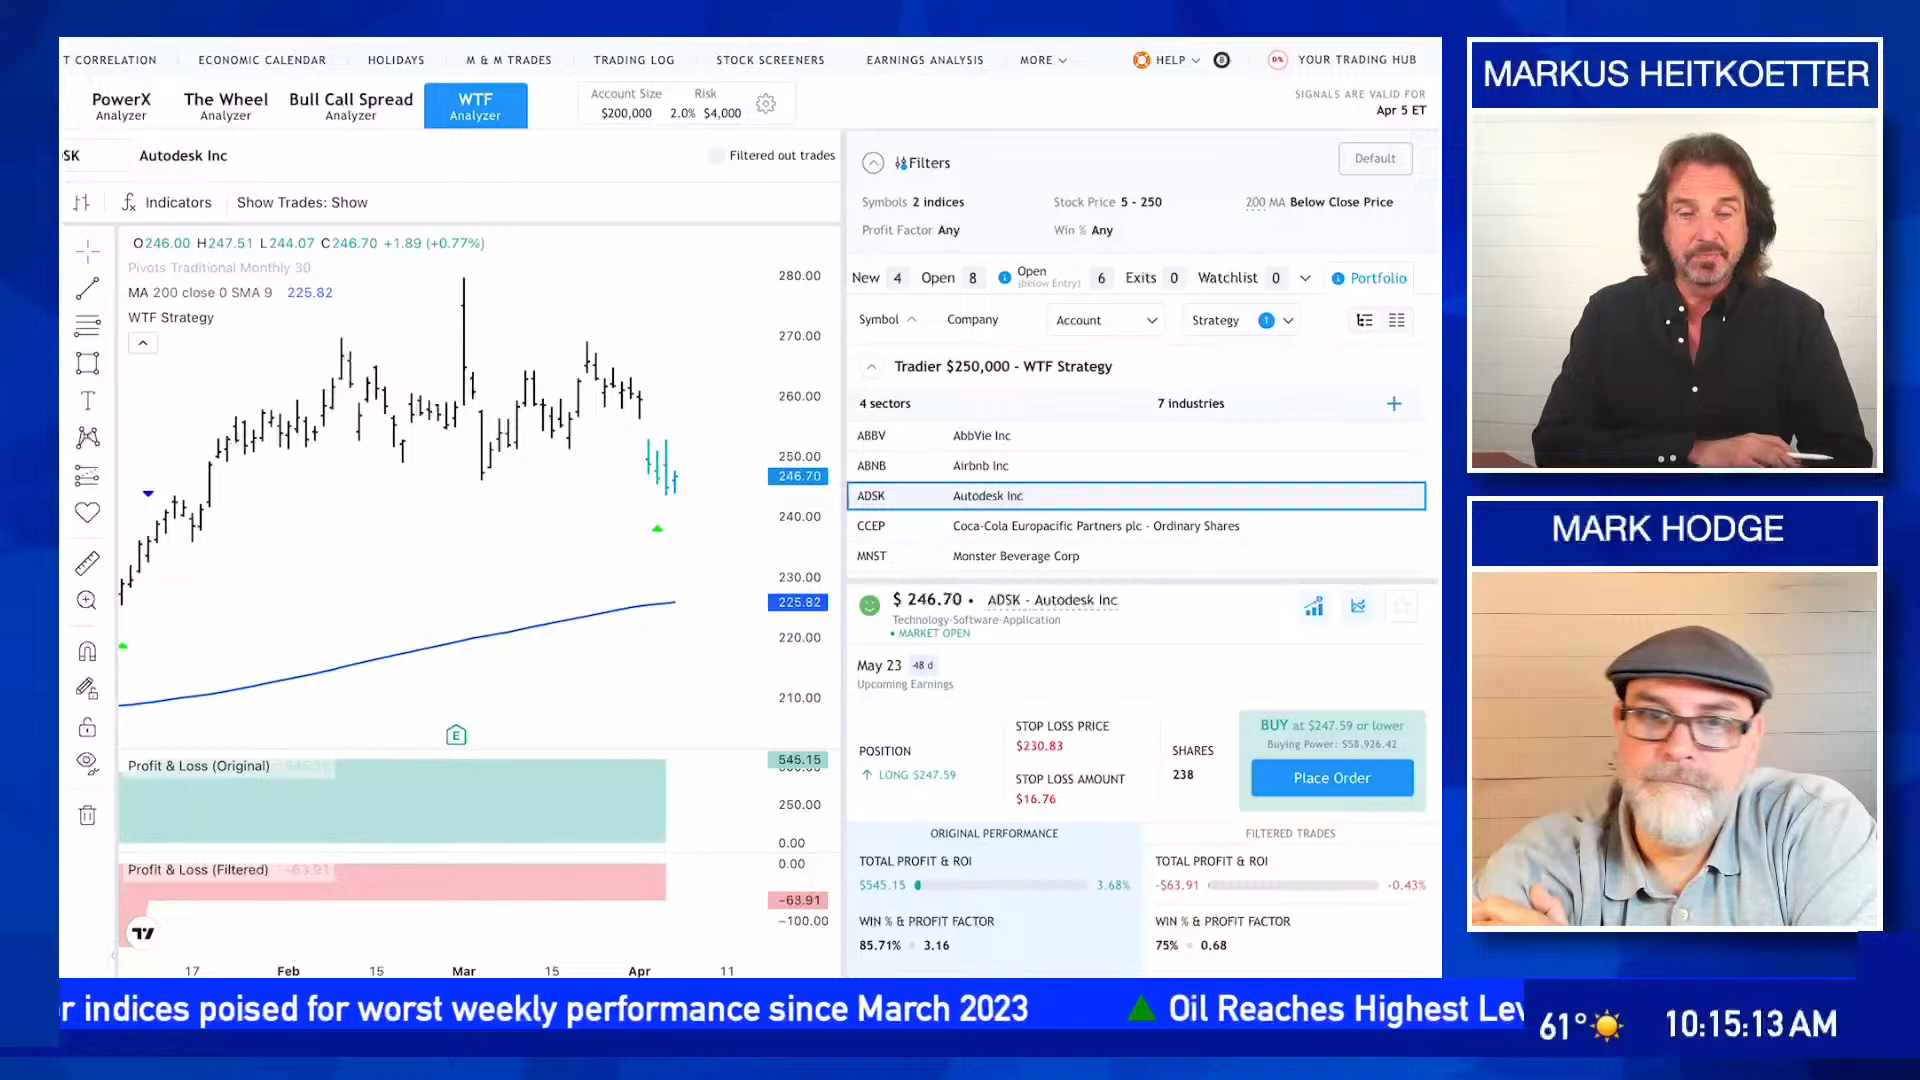 T CORRELATION ECONOMIC CALENDAR HOLIDAYS M & M TRADES TRADING LOG STOCK SCREENERS EARNINGS ANALYSIS MORE HELP YOUR TRADING HUB
PowerX Analyzer
The Wheel Analyzer
Bull Call Spread Analyzer
WTF Analyzer
Account Size $200,000
Risk 2.0% $4,000
SIGNALS ARE VALID FOR
Apr 5 ET
SK Autodesk Inc Filtered out trades
Indicators Show Trades: Show
O246.00 H247.51 L244.07 C246.70 +1.89 (+0.77%)
Pivots Traditional Monthly 30
MA 200 close 0 SMA 9 225.82
WTF Strategy
280.00
270.00
260.00
250.00
246.70
240.00
230.00
225.82
220.00
210.00
E
Profit & Loss (Original)
545.15
250.00
0.00
Profit & Loss (Filtered) -63.91
0.00
-63.91
-100.00
17 Feb 15 Mar 15 Apr 11
Filters Default
Symbols 2 indices Stock Price 5 - 250 200 MA Below Close Price
Profit Factor Any Win % Any
New 4 Open 8 Open (below Entry) 6 Exits 0 Watchlist 0 Portfolio
Symbol Company Account Strategy 1
Tradier $250,000 - WTF Strategy
4 sectors 7 industries +
ABBV AbbVie Inc
ABNB Airbnb Inc
ADSK Autodesk Inc
CCEP Coca-Cola Europacific Partners plc - Ordinary Shares
MNST Monster Beverage Corp
$ 246.70 • ADSK - Autodesk Inc
Technology-Software-Application
• MARKET OPEN
May 23 48 d
Upcoming Earnings
POSITION
LONG $247.59
STOP LOSS PRICE
$230.83
STOP LOSS AMOUNT
$16.76
SHARES
238
BUY at $247.59 or lower
Buying Power: $58,926.42
Place Order
ORIGINAL PERFORMANCE FILTERED TRADES
TOTAL PROFIT & ROI TOTAL PROFIT & ROI
$545.15 3.68% -$63.91 -0.43%
WIN % & PROFIT FACTOR WIN % & PROFIT FACTOR
85.71% 3.16 75% 0.68
MARKUS HEITKOETTER
MARK HODGE
r indices poised for worst weekly performance since March 2023 Oil Reaches Highest Lev
61° 10:15:13 AM